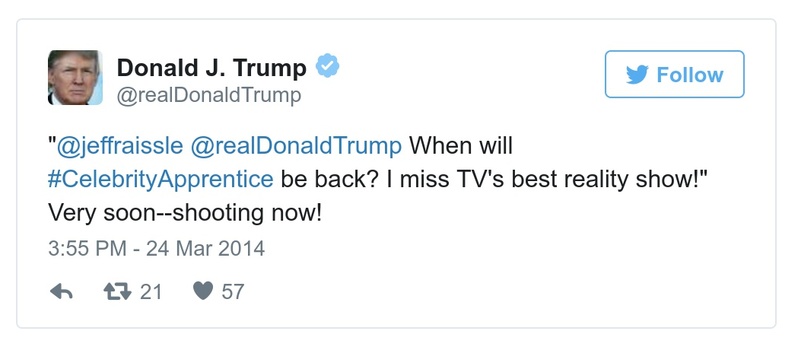 Donald J. Trump
@realDonaldTrump
Follow
"@jeffraissle @realDonaldTrump When will
#CelebrityApprentice be back? I miss TV's best reality show!"
Very soon--shooting now!
3:55 PM - 24 Mar 2014
21 57